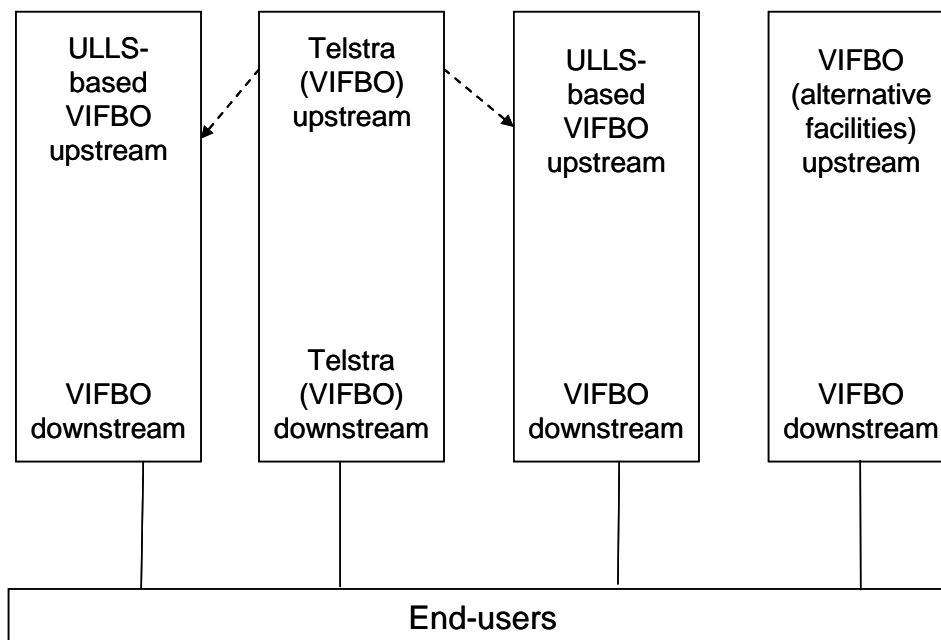 ULLS-
based
VIFBO
upstream
Telstra
(VIFBO)
upstream
ULLS-
based
VIFBO
upstream
VIFBO
(alternative
facilities)
upstream
VIFBO
downstream
Telstra
(VIFBO)
downstream
VIFBO
downstream
VIFBO
downstream
End-users